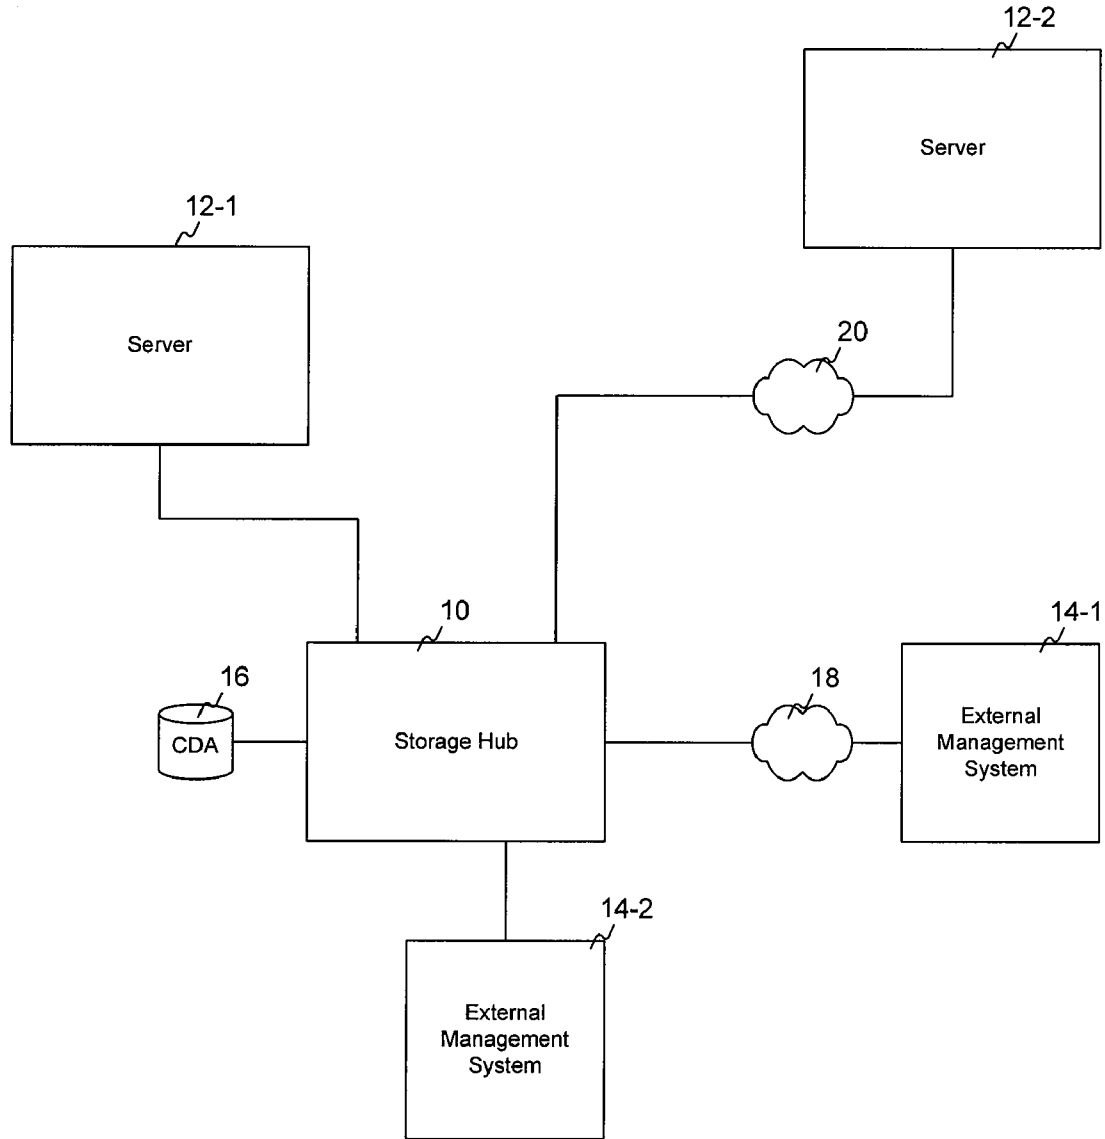 12-2
Server
12-1
Server
20
10
14-1
16
18
CDA
Storage Hub
External
Management
System
14-2
External
Management
System